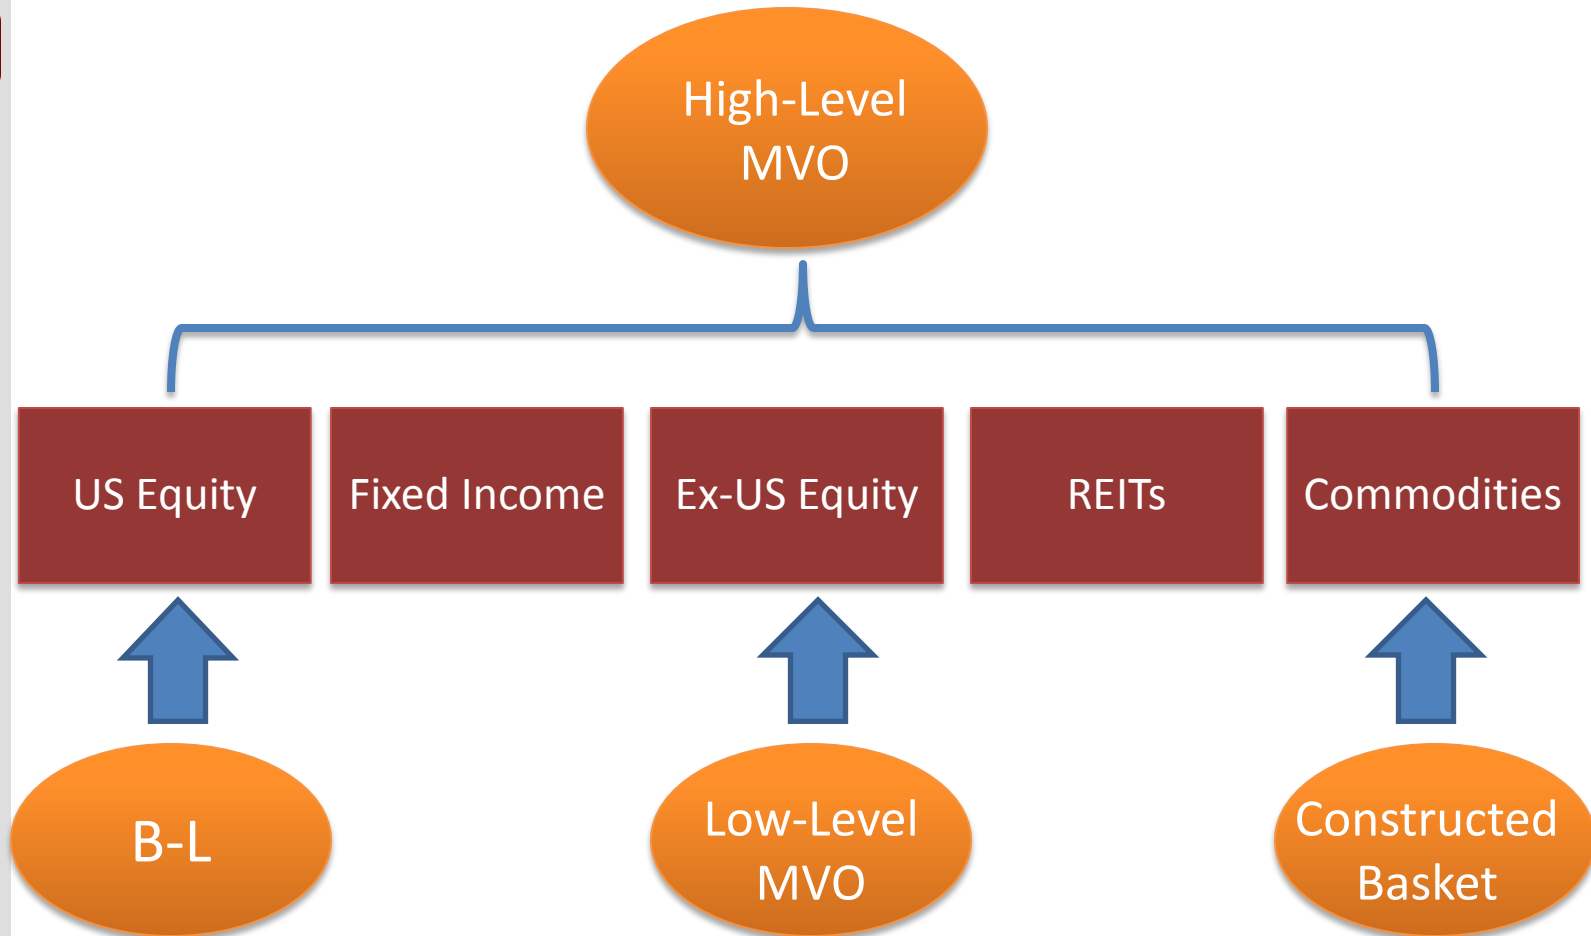 High-Level
MVO
US Equity
Fixed Income
Ex-US Equity
REITs
Commodities
B-L
Low-Level
MVO
Constructed
Basket